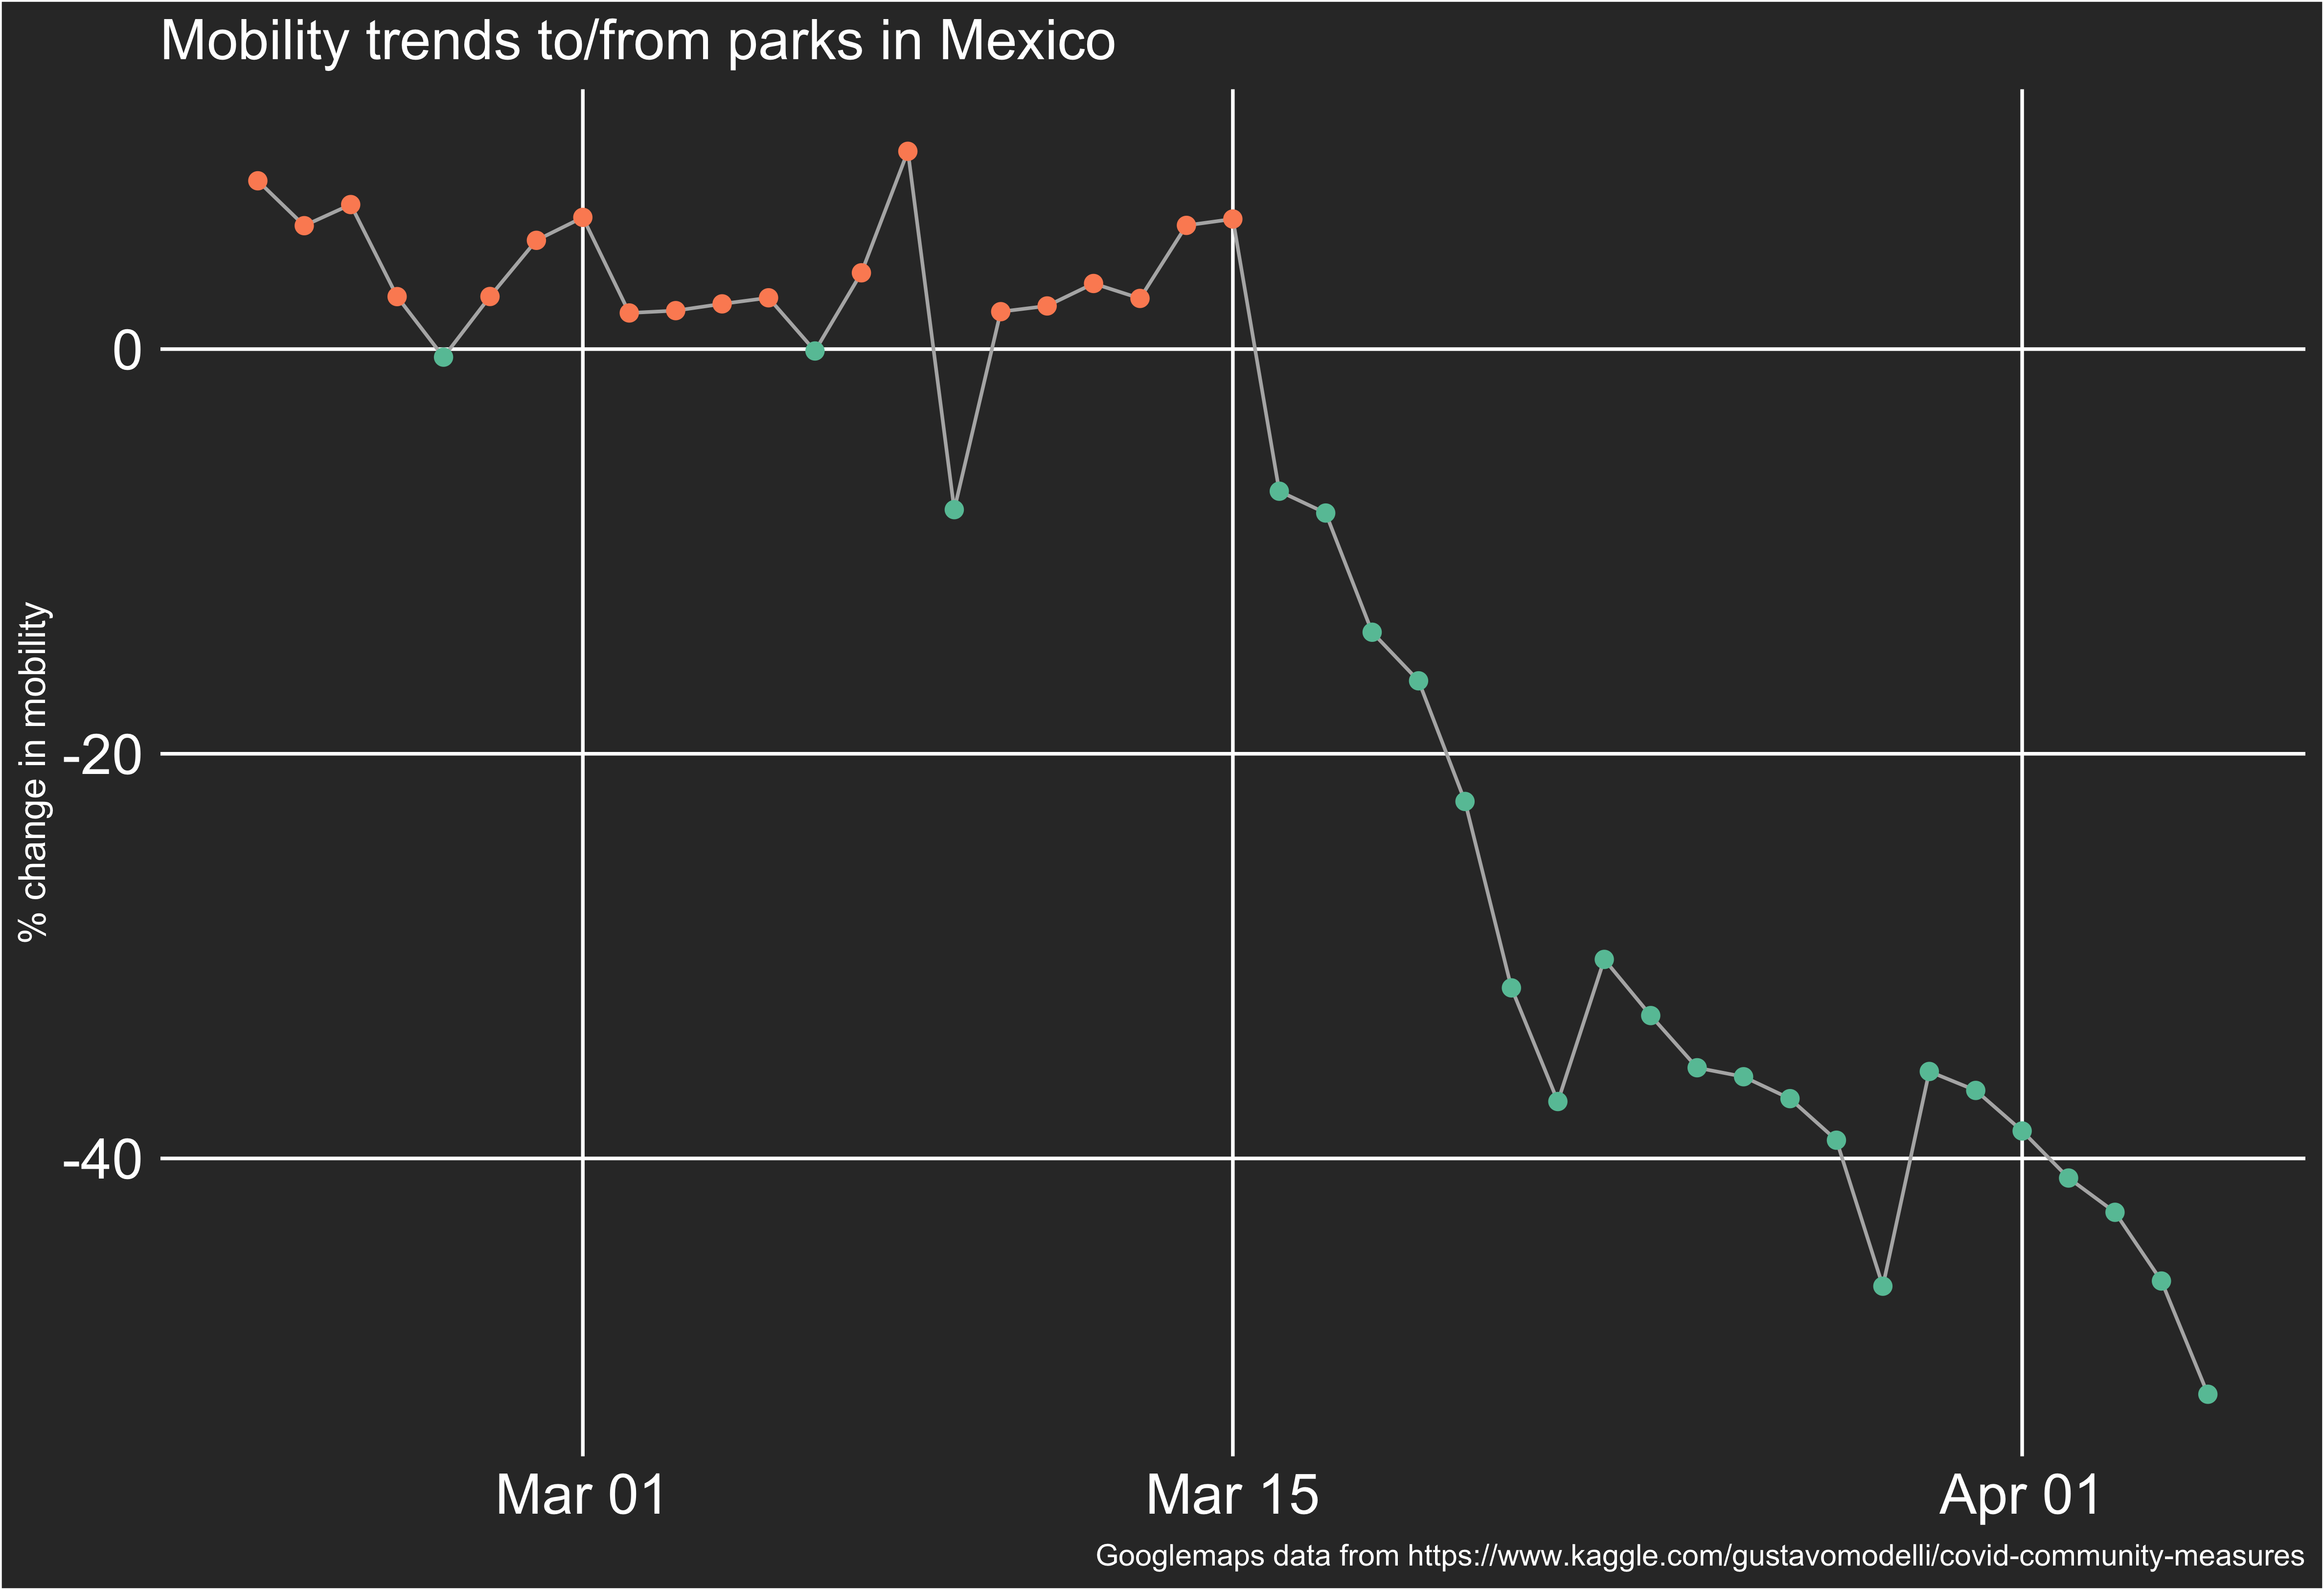 Mobility trends to/from parks in Mexico
% change in mobility
0
-20
-40
Mar 01
Mar 15
Apr 01
Googlemaps data from https://www.kaggle.com/gustavomodelli/covid-community-measures